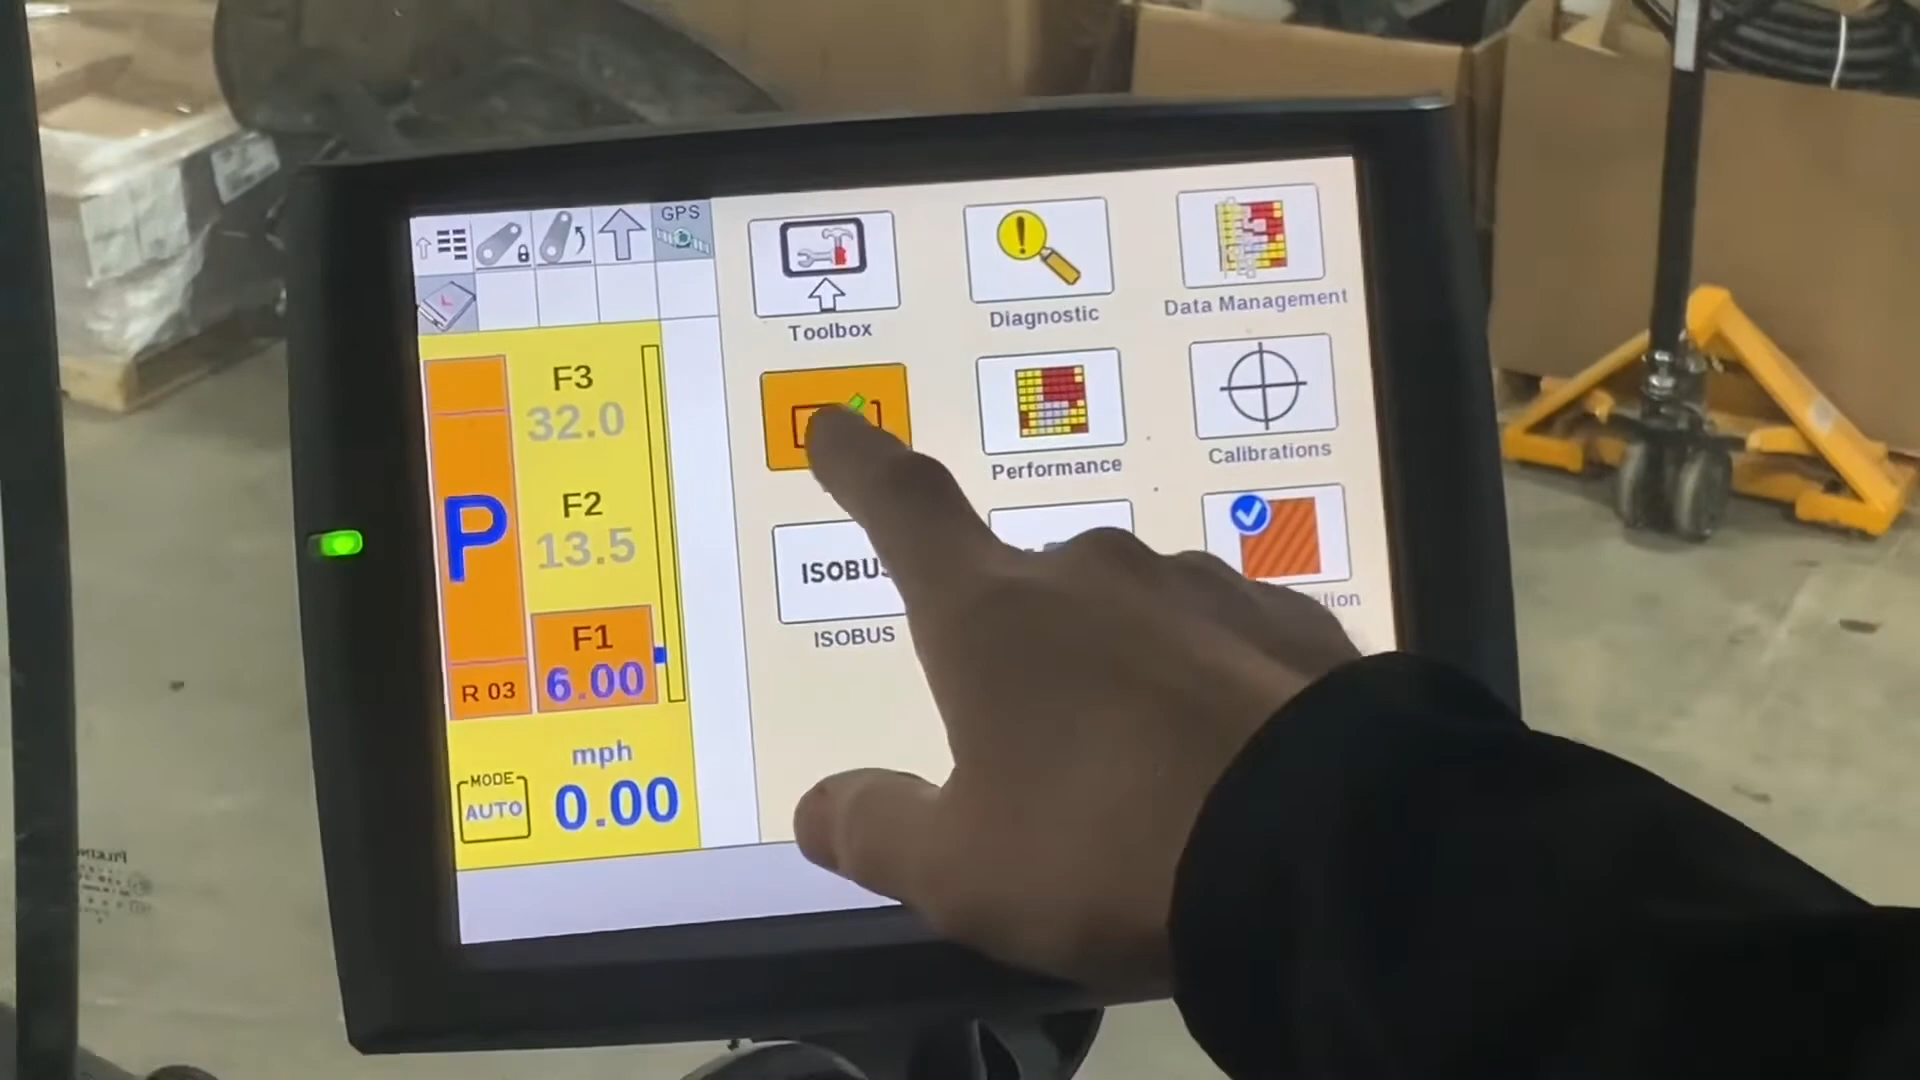 GPS
Toolbox
Diagnostic
Data Management
F3
32.0
F2
13.5
P
F1
6.00
R 03
Performance
Calibrations
ISOBUS
ISOBUS
mph
MODE
AUTO
0.00